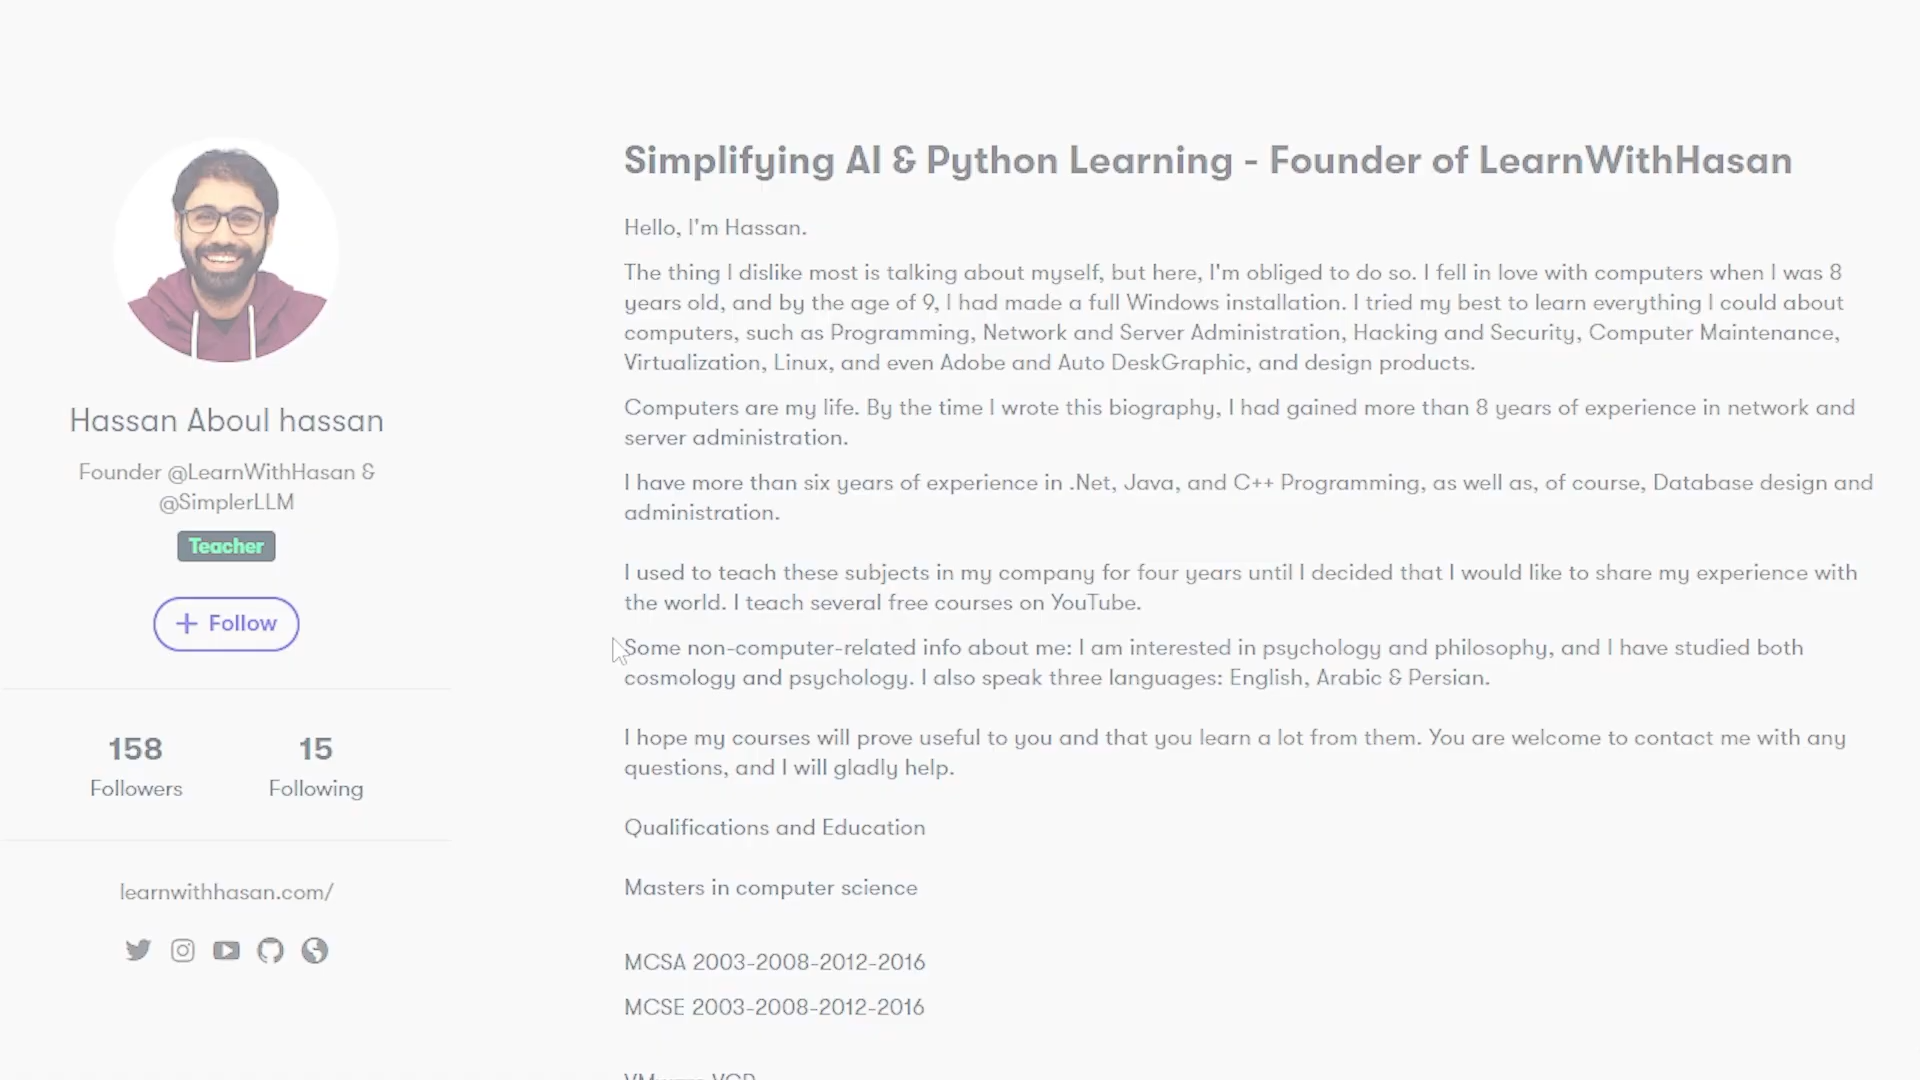 Simplifying AI & Python Learning - Founder of LearnWithHasan
Hello, I'm Hassan.
The thing I dislike most is talking about myself, but here, I'm obliged to do so. I fell in love with computers when I was 8
years old, and by the age of 9, I had made a full Windows installation. I tried my best to learn everything I could about
computers, such as Programming, Network and Server Administration, Hacking and Security, Computer Maintenance,
Virtualization, Linux, and even Adobe and Auto DeskGraphic, and design products.
Computers are my life. By the time I wrote this biography, I had gained more than 8 years of experience in network and
server administration.
I have more than six years of experience in .Net, Java, and C++ Programming, as well as, of course, Database design and
administration.
I used to teach these subjects in my company for four years until I decided that I would like to share my experience with
the world. I teach several free courses on YouTube.
Some non-computer-related info about me: I am interested in psychology and philosophy, and I have studied both
cosmology and psychology. I also speak three languages: English, Arabic & Persian.
I hope my courses will prove useful to you and that you learn a lot from them. You are welcome to contact me with any
questions, and I will gladly help.
Qualifications and Education
Masters in computer science
MCSA 2003-2008-2012-2016
MCSE 2003-2008-2012-2016
Hassan Aboul hassan
Founder @LearnWithHasan &
@SimplerLLM
Teacher
+ Follow
158
Followers
15
Following
learnwithhasan.com/